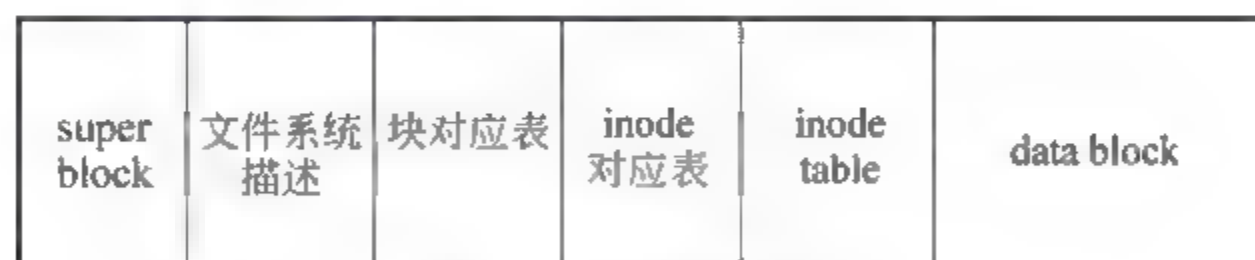 super
block
文件系统
描述
块对应表
inode
对应表
inode
table
data block